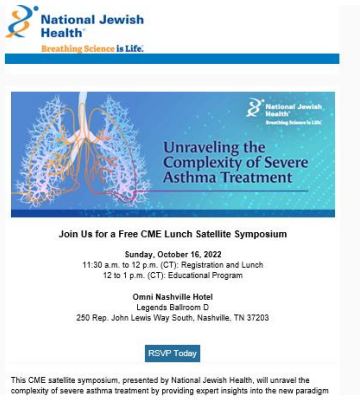 National Jewish
Health®
Breathing Science is Life.
National Jewish
Health®
Breathing Science is Life.
Unraveling the
Complexity of Severe
Asthma Treatment
Join Us for a Free CME Lunch Satellite Symposium
Sunday, October 16, 2022
11:30 a.m. to 12 p.m. (CT): Registration and Lunch
12 to 1 p.m. (CT): Educational Program
Omni Nashville Hotel
Legends Ballroom D
250 Rep. John Lewis Way South, Nashville, TN 37203
RSVP Today
This CME satellite symposium, presented by National Jewish Health, will unravel the
complexity of severe asthma treatment by providing expert insights into the new paradigm